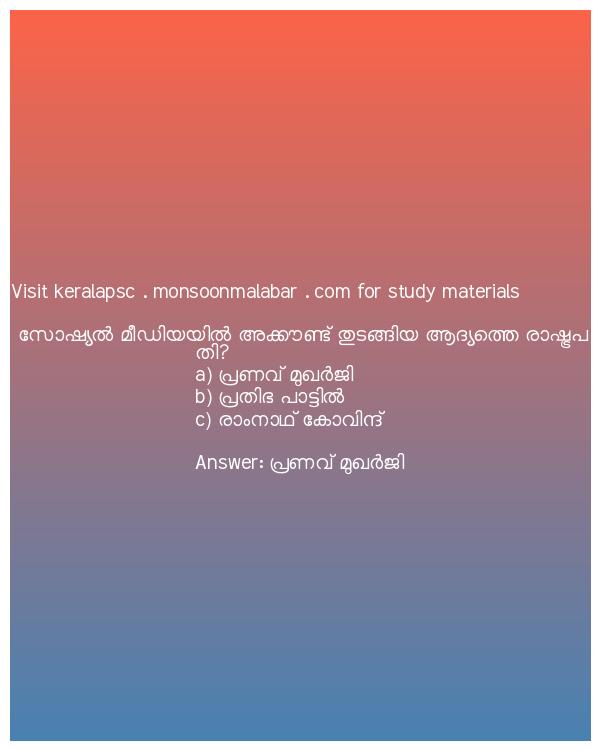 Visit keralapsc . monsoonmalabar . com for study materials
സോഷ്യൽ മീഡിയയിൽ അക്കൗണ്ട് തുടങ്ങിയ ആദ്യത്തെ രാഷ്ട്രപ
തി?
a) പ്രണവ് മുഖർജി
b) പ്രതിഭ പാട്ടിൽ
c) രാംനാഥ് കോവിന്ദ്
Answer: പ്രണവ് മുഖർജി